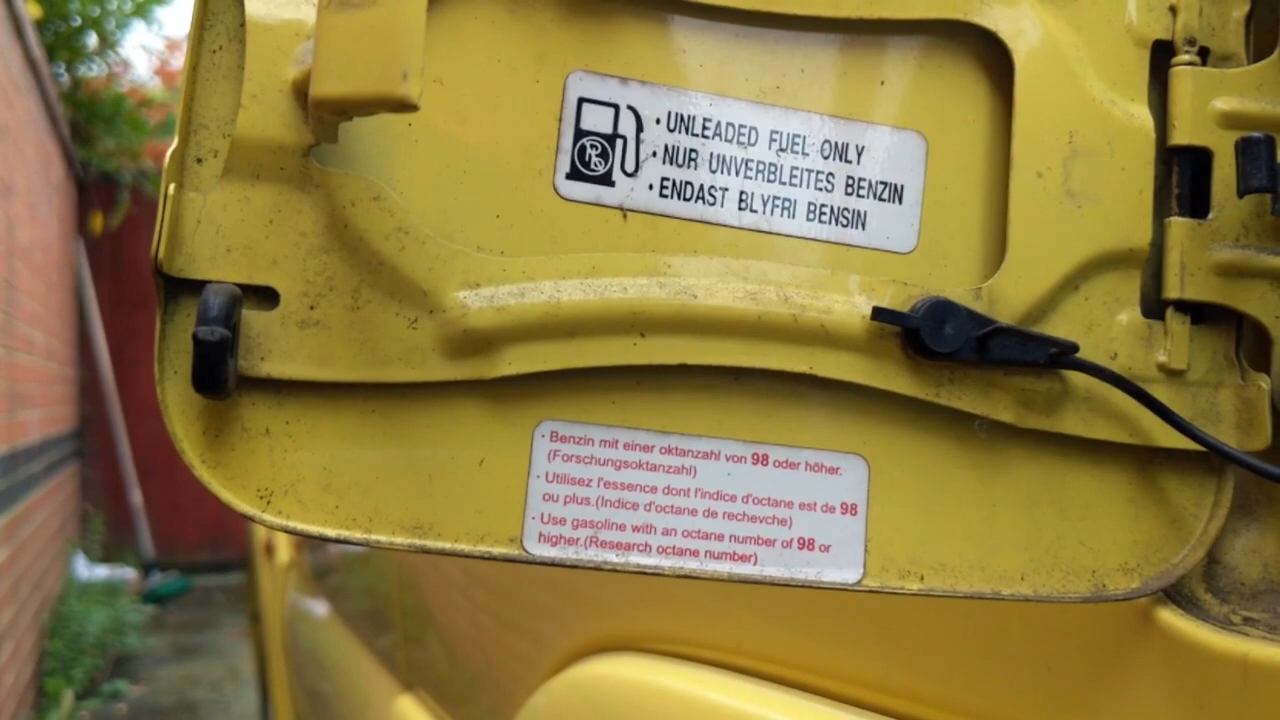 · UNLEADED FUEL ONLY
· NUR UNVERBLEITES BENZIN
· ENDAST BLYFRI BENSIN
Pb
· Benzin mit einer oktanzahl von 98 oder höher.
(Forschungsoktanzahl)
· Utilisez l'essence dont l'indice d'octane est de 98
ou plus.(Indice d'octane de rechevche)
· Use gasoline with an octane number of 98 or
higher.(Research octane number)